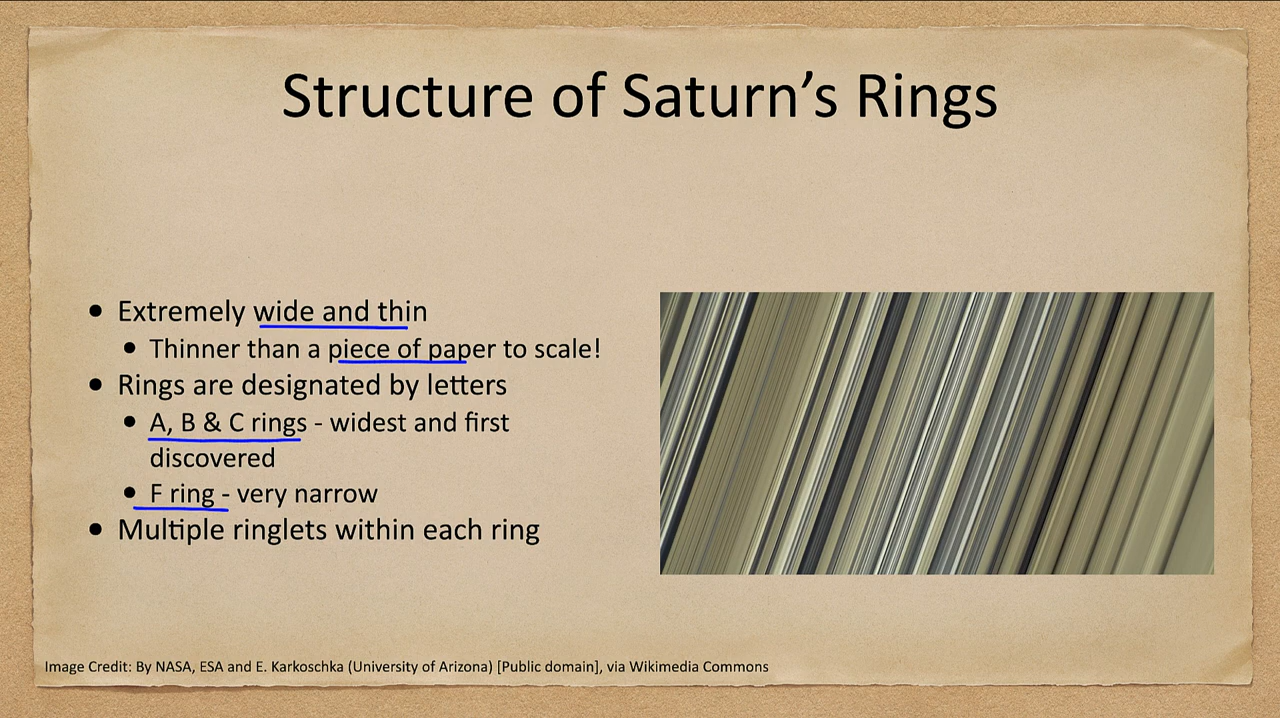 Structure of Saturn’s Rings
• Extremely wide and thin
• Thinner than a piece of paper to scale!
• Rings are designated by letters
• A, B & C rings - widest and first
discovered
• F ring - very narrow
• Multiple ringlets within each ring
Image Credit: By NASA, ESA and E. Karkoschka (University of Arizona) [Public domain], via Wikimedia Commons